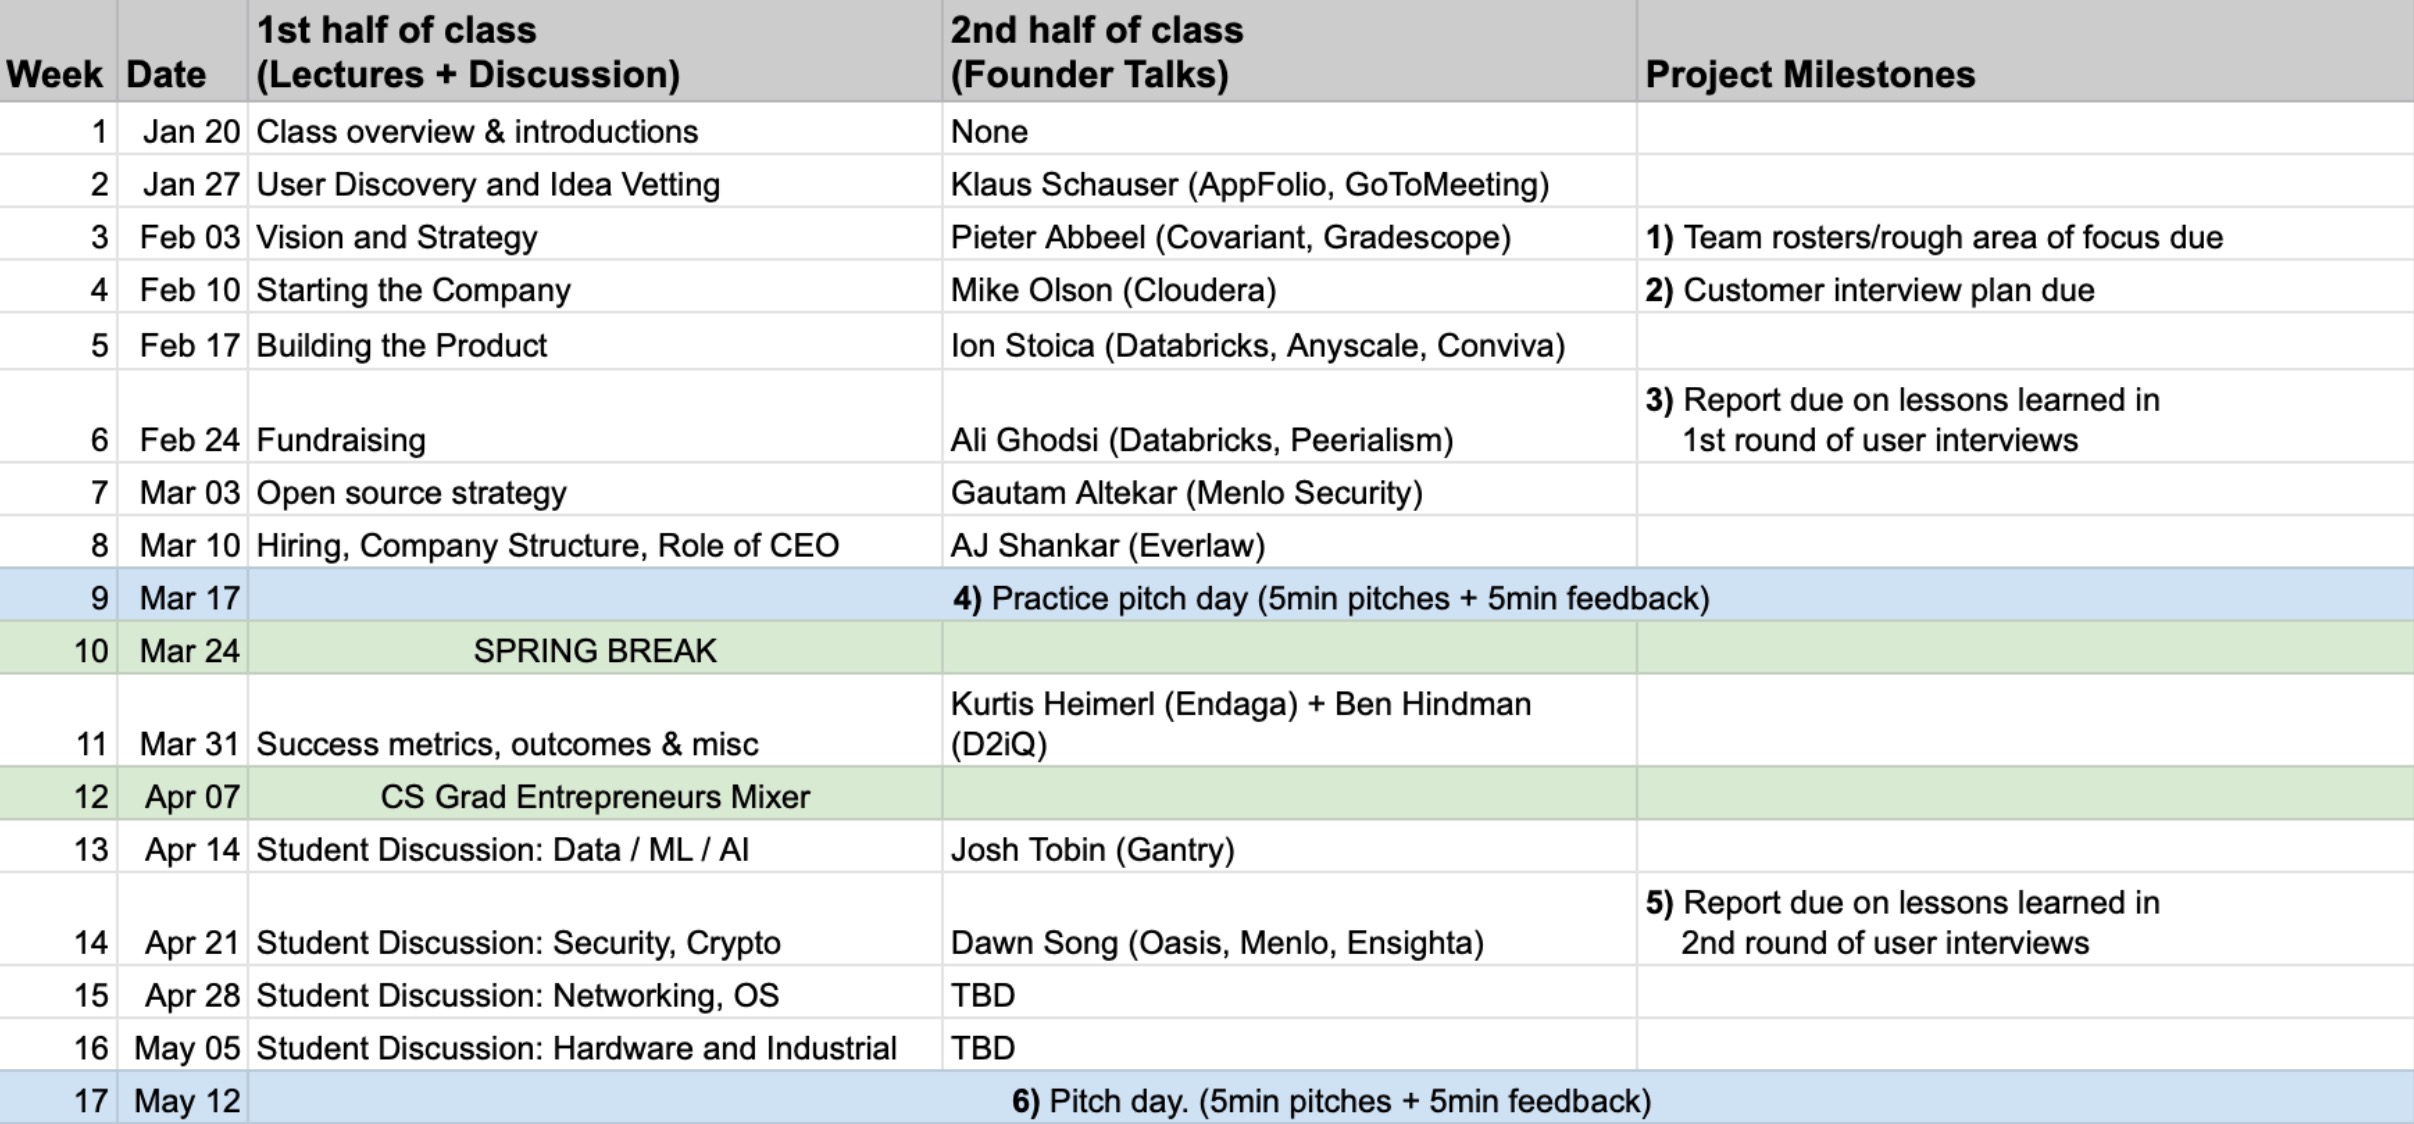 Week Date 1st half of class (Lectures + Discussion) 2nd half of class (Founder Talks) Project Milestones
1 Jan 20 Class overview & introductions None
2 Jan 27 User Discovery and Idea Vetting Klaus Schauser (AppFolio, GoToMeeting)
3 Feb 03 Vision and Strategy Pieter Abbeel (Covariant, Gradescope) 1) Team rosters/rough area of focus due
4 Feb 10 Starting the Company Mike Olson (Cloudera) 2) Customer interview plan due
5 Feb 17 Building the Product Ion Stoica (Databricks, Anyscale, Conviva)
6 Feb 24 Fundraising Ali Ghodsi (Databricks, Peerialism) 3) Report due on lessons learned in
1st round of user interviews
7 Mar 03 Open source strategy Gautam Altekar (Menlo Security)
8 Mar 10 Hiring, Company Structure, Role of CEO AJ Shankar (Everlaw)
9 Mar 17 4) Practice pitch day (5min pitches + 5min feedback)
10 Mar 24 SPRING BREAK
11 Mar 31 Success metrics, outcomes & misc Kurtis Heimerl (Endaga) + Ben Hindman
(D2iQ)
12 Apr 07 CS Grad Entrepreneurs Mixer
13 Apr 14 Student Discussion: Data / ML / AI Josh Tobin (Gantry)
14 Apr 21 Student Discussion: Security, Crypto Dawn Song (Oasis, Menlo, Ensighta) 5) Report due on lessons learned in
2nd round of user interviews
15 Apr 28 Student Discussion: Networking, OS TBD
16 May 05 Student Discussion: Hardware and Industrial TBD
17 May 12 6) Pitch day. (5min pitches + 5min feedback)